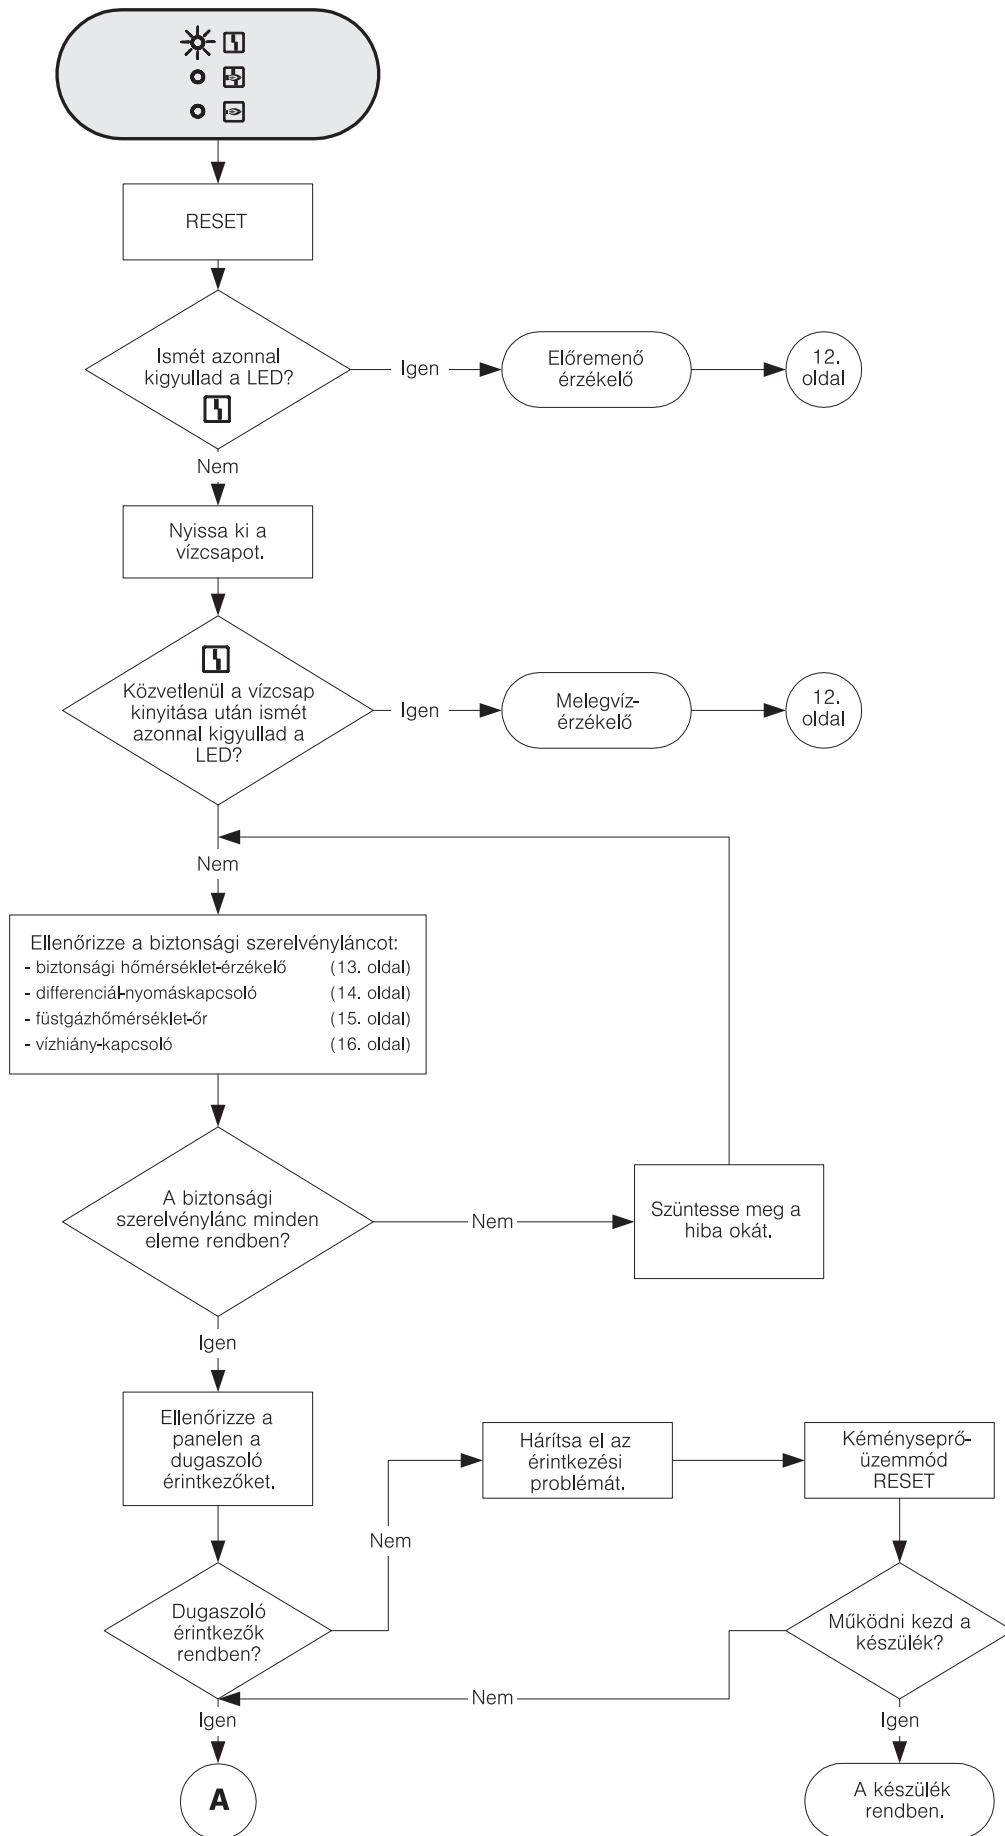 RESET
Ismét azonnal
kigyullad a LED?
Igen
Előremenő
érzékelő
12.
oldal
Nem
Nyissa ki a
vízcsapot.
Közvetlenül a vízcsap
kinyitása után ismét
azonnal kigyullad a
LED?
Igen
Melegvíz-
érzékelő
12.
oldal
Nem
Ellenőrizze a biztonsági szerelvényláncot:
- biztonsági hőmérséklet-érzékelő (13. oldal)
- differenciál-nyomáskapcsoló (14. oldal)
- füstgázhőmérséklet-őr (15. oldal)
- vízhiány-kapcsoló (16. oldal)
A biztonsági
szerelvénylánc minden
eleme rendben?
Nem
Szüntesse meg a
hiba okát.
Igen
Ellenőrizze a
panelen a
dugaszoló
érintkezőket.
Hárítsa el az
érintkezési
problémát.
Kéményseprő-
üzemmód
RESET
Nem
Dugaszoló
érintkezők
rendben?
Működni kezd a
készülék?
Nem
Igen
Igen
A
A készülék
rendben.